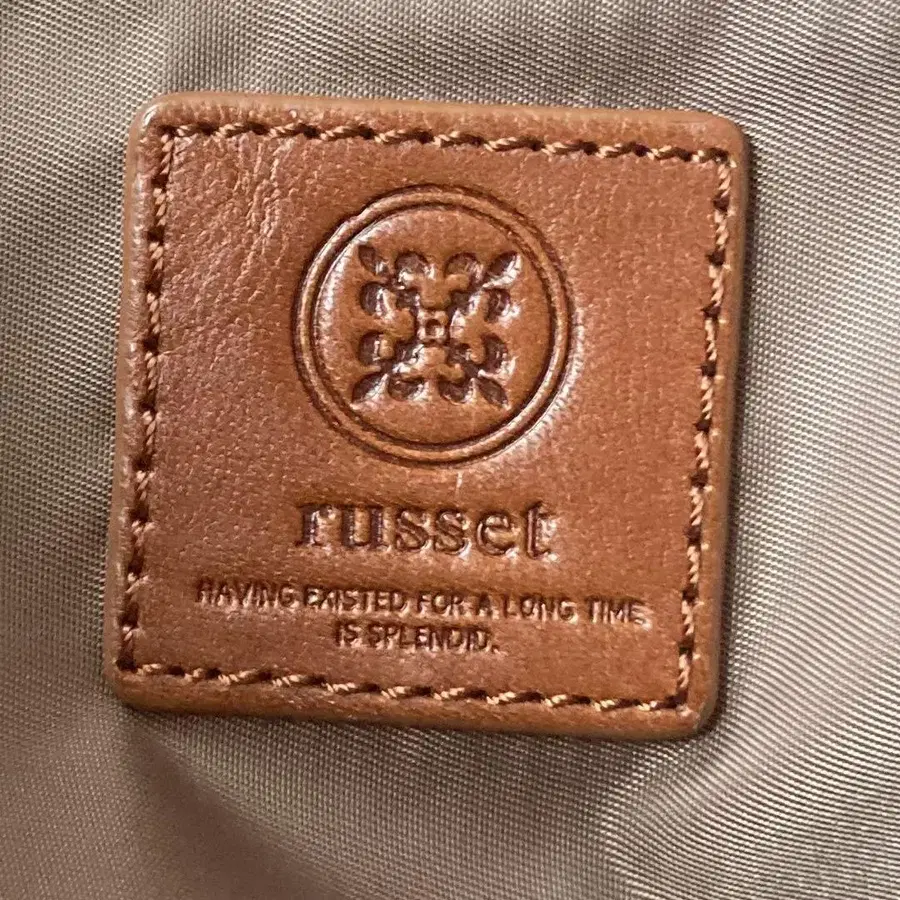 russet
HAVING EXISTED FOR A LONG TIME
IS SPLENDID.